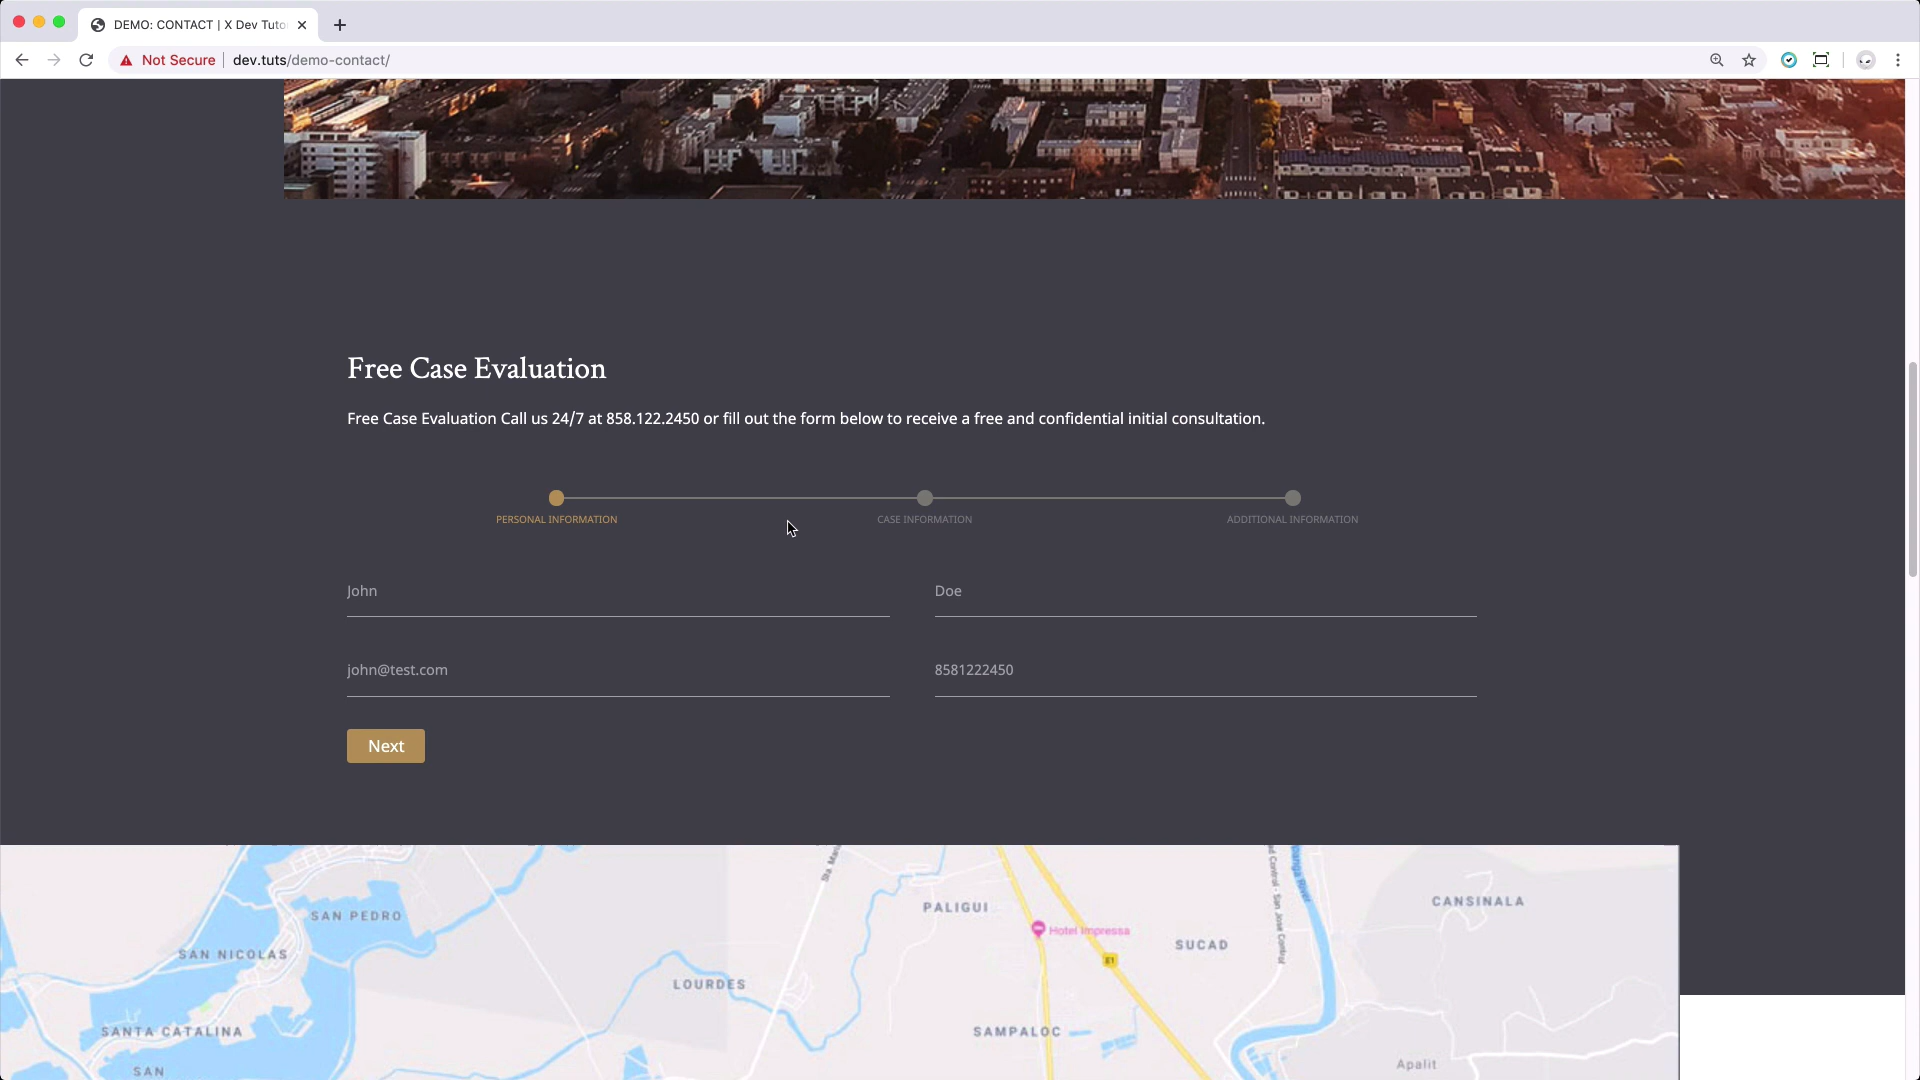 DEMO: CONTACT | X Dev Tuto
Not Secure
dev.tuts/demo-contact/
Free Case Evaluation
Free Case Evaluation Call us 24/7 at 858.122.2450 or fill out the form below to receive a free and confidential initial consultation.
PERSONAL INFORMATION
CASE INFORMATION
ADDITIONAL INFORMATION
John
Doe
john@test.com
8581222450
Next
PALIGUI
CANSINALA
SAN PEDRO
Hotel Impressa
SUCAD
SAN NICOLAS
E1
LOURDES
SANTA CATALINA
SAMPALOC
Apalit
SAN